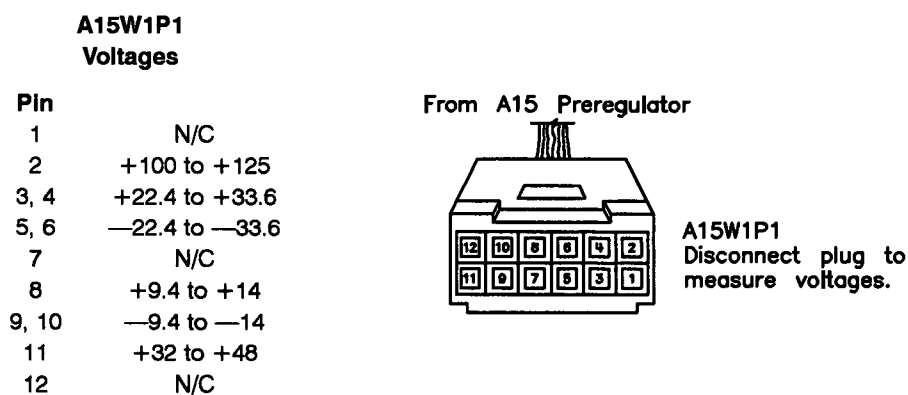 A15W1P1
Voltages
Pin
1 N/C
2 +100 to +125
3, 4 +22.4 to +33.6
5, 6 —22.4 to —33.6
7 N/C
8 +9.4 to +14
9, 10 —9.4 to —14
11 +32 to +48
12 N/C
From A15 Preregulator
12 10 8 6 4 2
11 9 7 5 3 1
A15W1P1
Disconnect plug to
measure voltages.